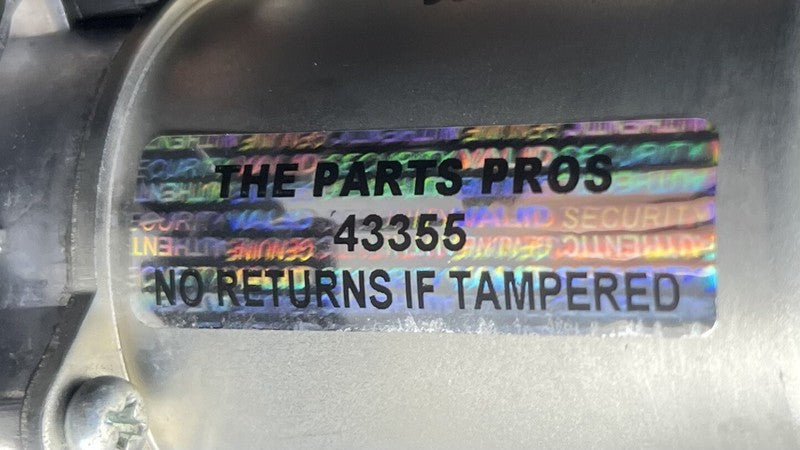 THE PARTS PROS
43355
NO RETURNS IF TAMPERED